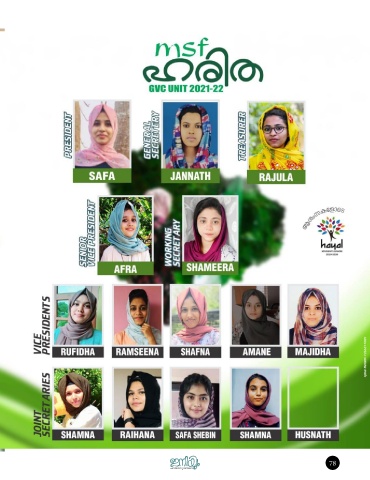 msf
ഹരിത
GVC UNIT 2021-22
PRESIDENT
SAFA
GENERAL SECRETERY
JANNATH
TREASURER
RAJULA
SENIOR VICE PRESIDENT
AFRA
WORKING SECRETARY
SHAMEERA
hayal
VICE PRESIDENTS
RUFIDHA
RAMSEENA
SHAFNA
AMANE
MAJIDHA
JOINT SECRETARIES
SHAMNA
RAIHANA
SAFA SHEBIN
SHAMNA
HUSNATH
78